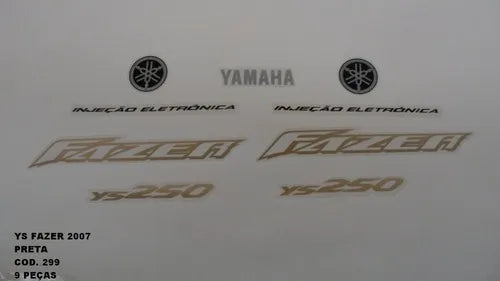 YAMAHA
INJEÇÃO ELETRÔNICA INJEÇÃO ELETRÔNICA
FAZER FAZER
YS250 YS250
YS FAZER 2007
PRETA
COD. 299
9 PEÇAS